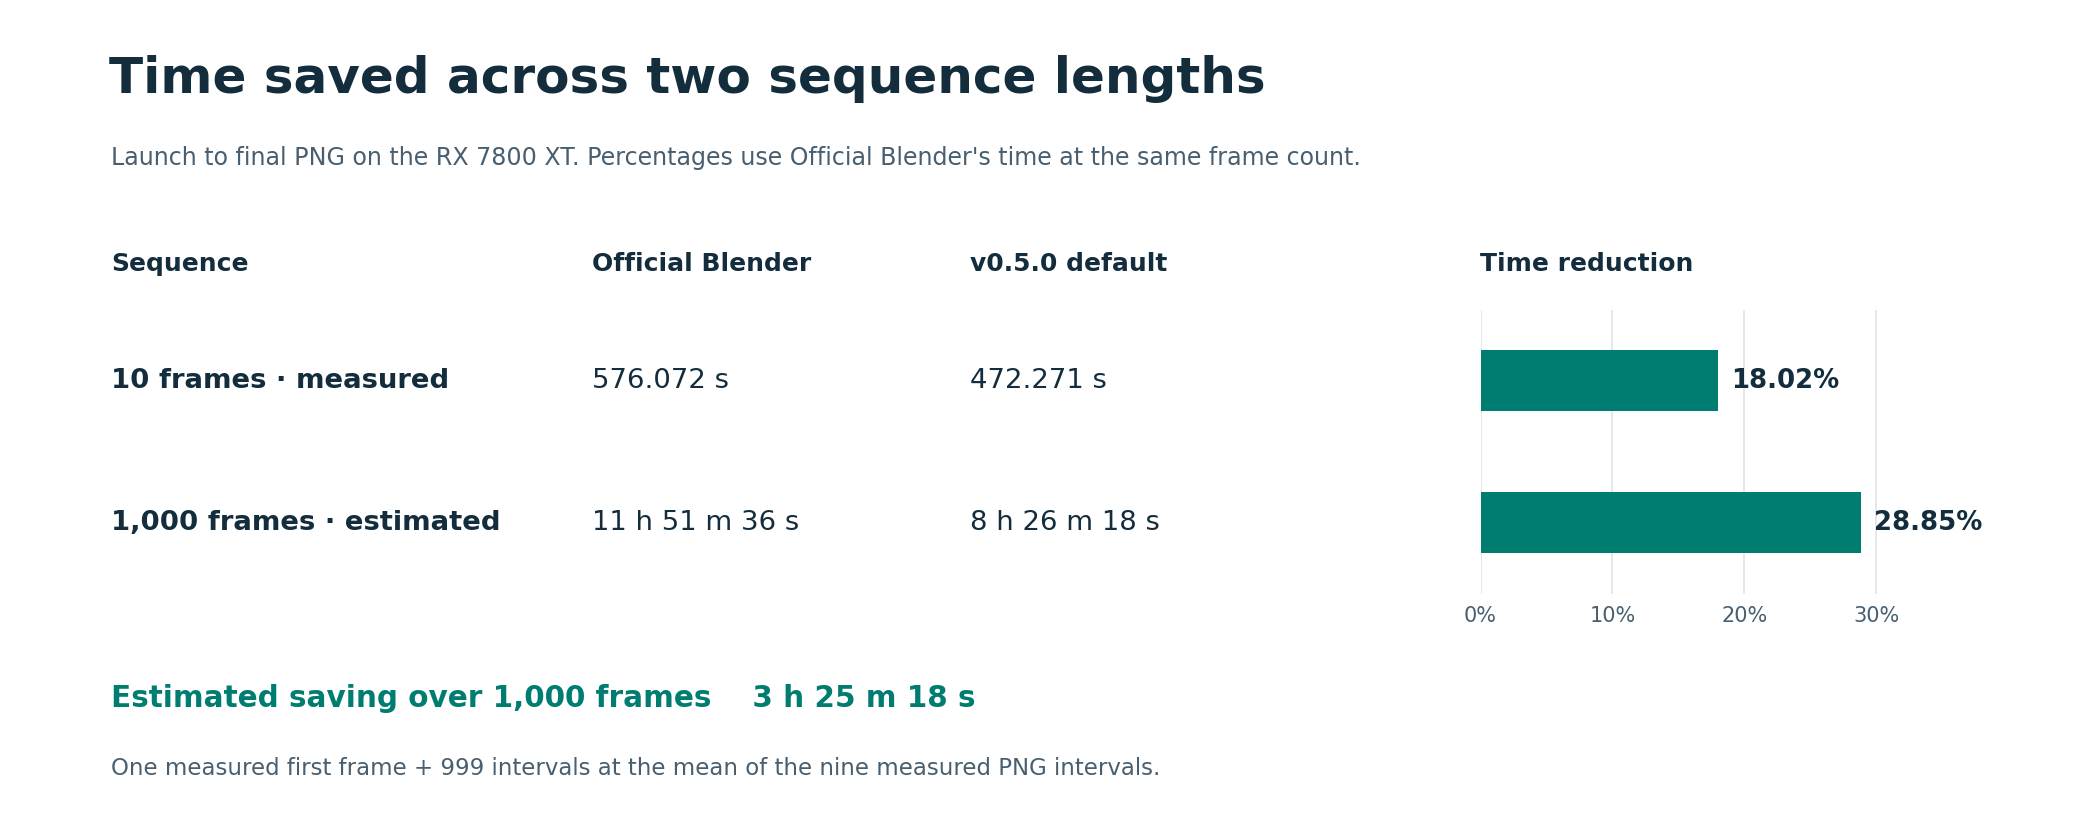 Time saved across two sequence lengths
Launch to final PNG on the RX 7800 XT. Percentages use Official Blender's time at the same frame count.
Sequence Official Blender v0.5.0 default Time reduction
10 frames · measured 576.072 s 472.271 s 18.02%
1,000 frames · estimated 11 h 51 m 36 s 8 h 26 m 18 s 28.85%
0% 10% 20% 30%
Estimated saving over 1,000 frames 3 h 25 m 18 s
One measured first frame + 999 intervals at the mean of the nine measured PNG intervals.